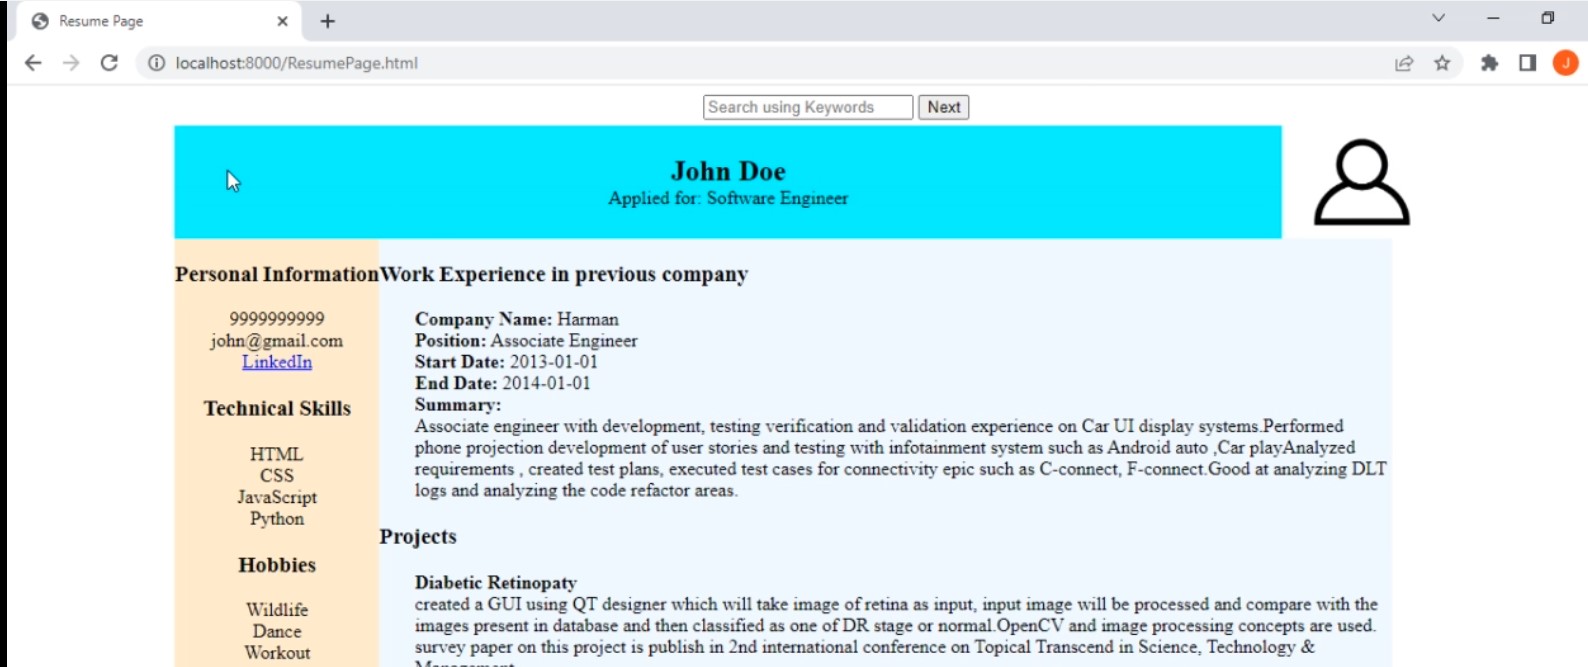 Resume Page
localhost:8000/ResumePage.html
J
Search using Keywords Next
John Doe
Applied for: Software Engineer
Personal Information
9999999999
john@gmail.com
LinkedIn
Technical Skills
HTML
CSS
JavaScript
Python
Hobbies
Wildlife
Dance
Workout
Work Experience in previous company
Company Name: Harman
Position: Associate Engineer
Start Date: 2013-01-01
End Date: 2014-01-01
Summary:
Associate engineer with development, testing verification and validation experience on Car UI display systems.Performed
phone projection development of user stories and testing with infotainment system such as Android auto ,Car playAnalyzed
requirements , created test plans, executed test cases for connectivity epic such as C-connect, F-connect.Good at analyzing DLT
logs and analyzing the code refactor areas.
Projects
Diabetic Retinopaty
created a GUI using QT designer which will take image of retina as input, input image will be processed and compare with the
images present in database and then classified as one of DR stage or normal.OpenCV and image processing concepts are used.
survey paper on this project is publish in 2nd international conference on Topical Transcend in Science, Technology &